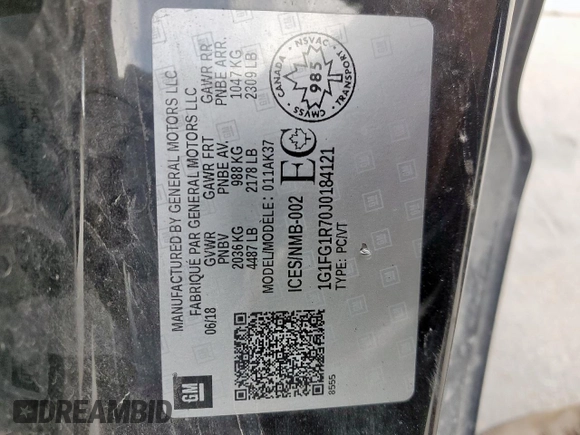 MANUFACTURED BY GENERAL MOTORS LLC
FABRIQUÉ PAR GENERAL MOTORS LLC
06/18 GVWR GAWR FRT GAWR RR
PNBV PNBE AV. PNBE ARR.
2036 KG 988 KG 1047 KG
4487 LB 2178 LB 2309 LB
MODEL/MODÈLE: 011AK37
ICES/NMB-002 EC
1G1FG1R70J0184121
TYPE: PC/VT
CANADA
NSVAC
985
CMVSS
TRANSPORT
GM
8555
DREAMBID